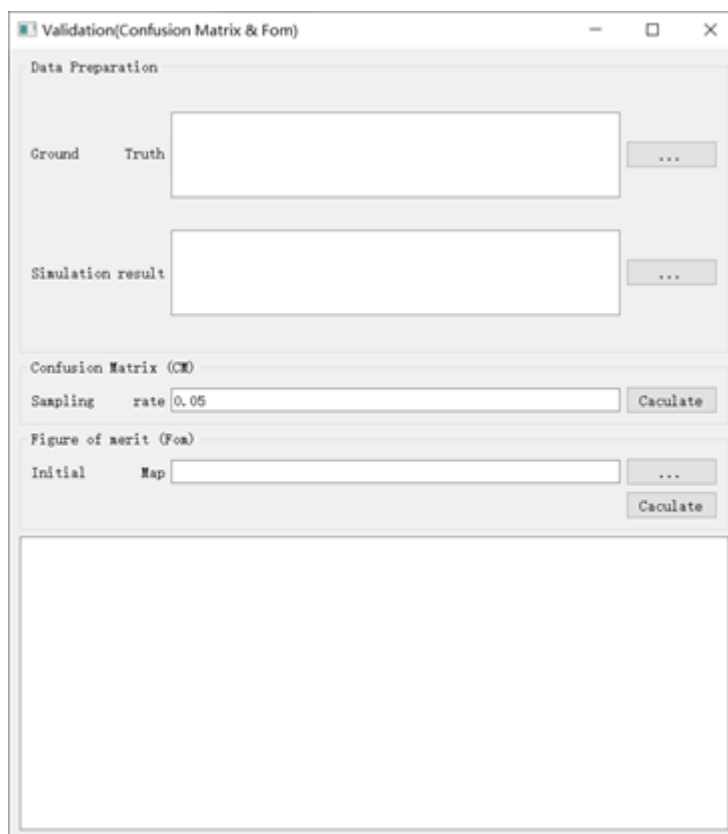 Validation(Confusion Matrix & Fom)
Data Preparation
Ground Truth
...
Simulation result
...
Confusion Matrix (CM)
Sampling rate 0.05 Caculate
Figure of merit (Fom)
Initial Map ...
Caculate